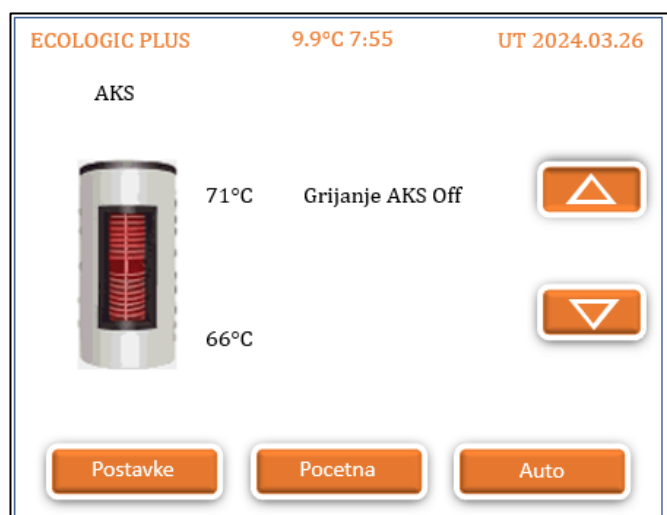 ECOLOGIC PLUS 9.9°C 7:55 UT 2024.03.26
AKS
71°C Grijanje AKS Off
66°C
Postavke Pocetna Auto